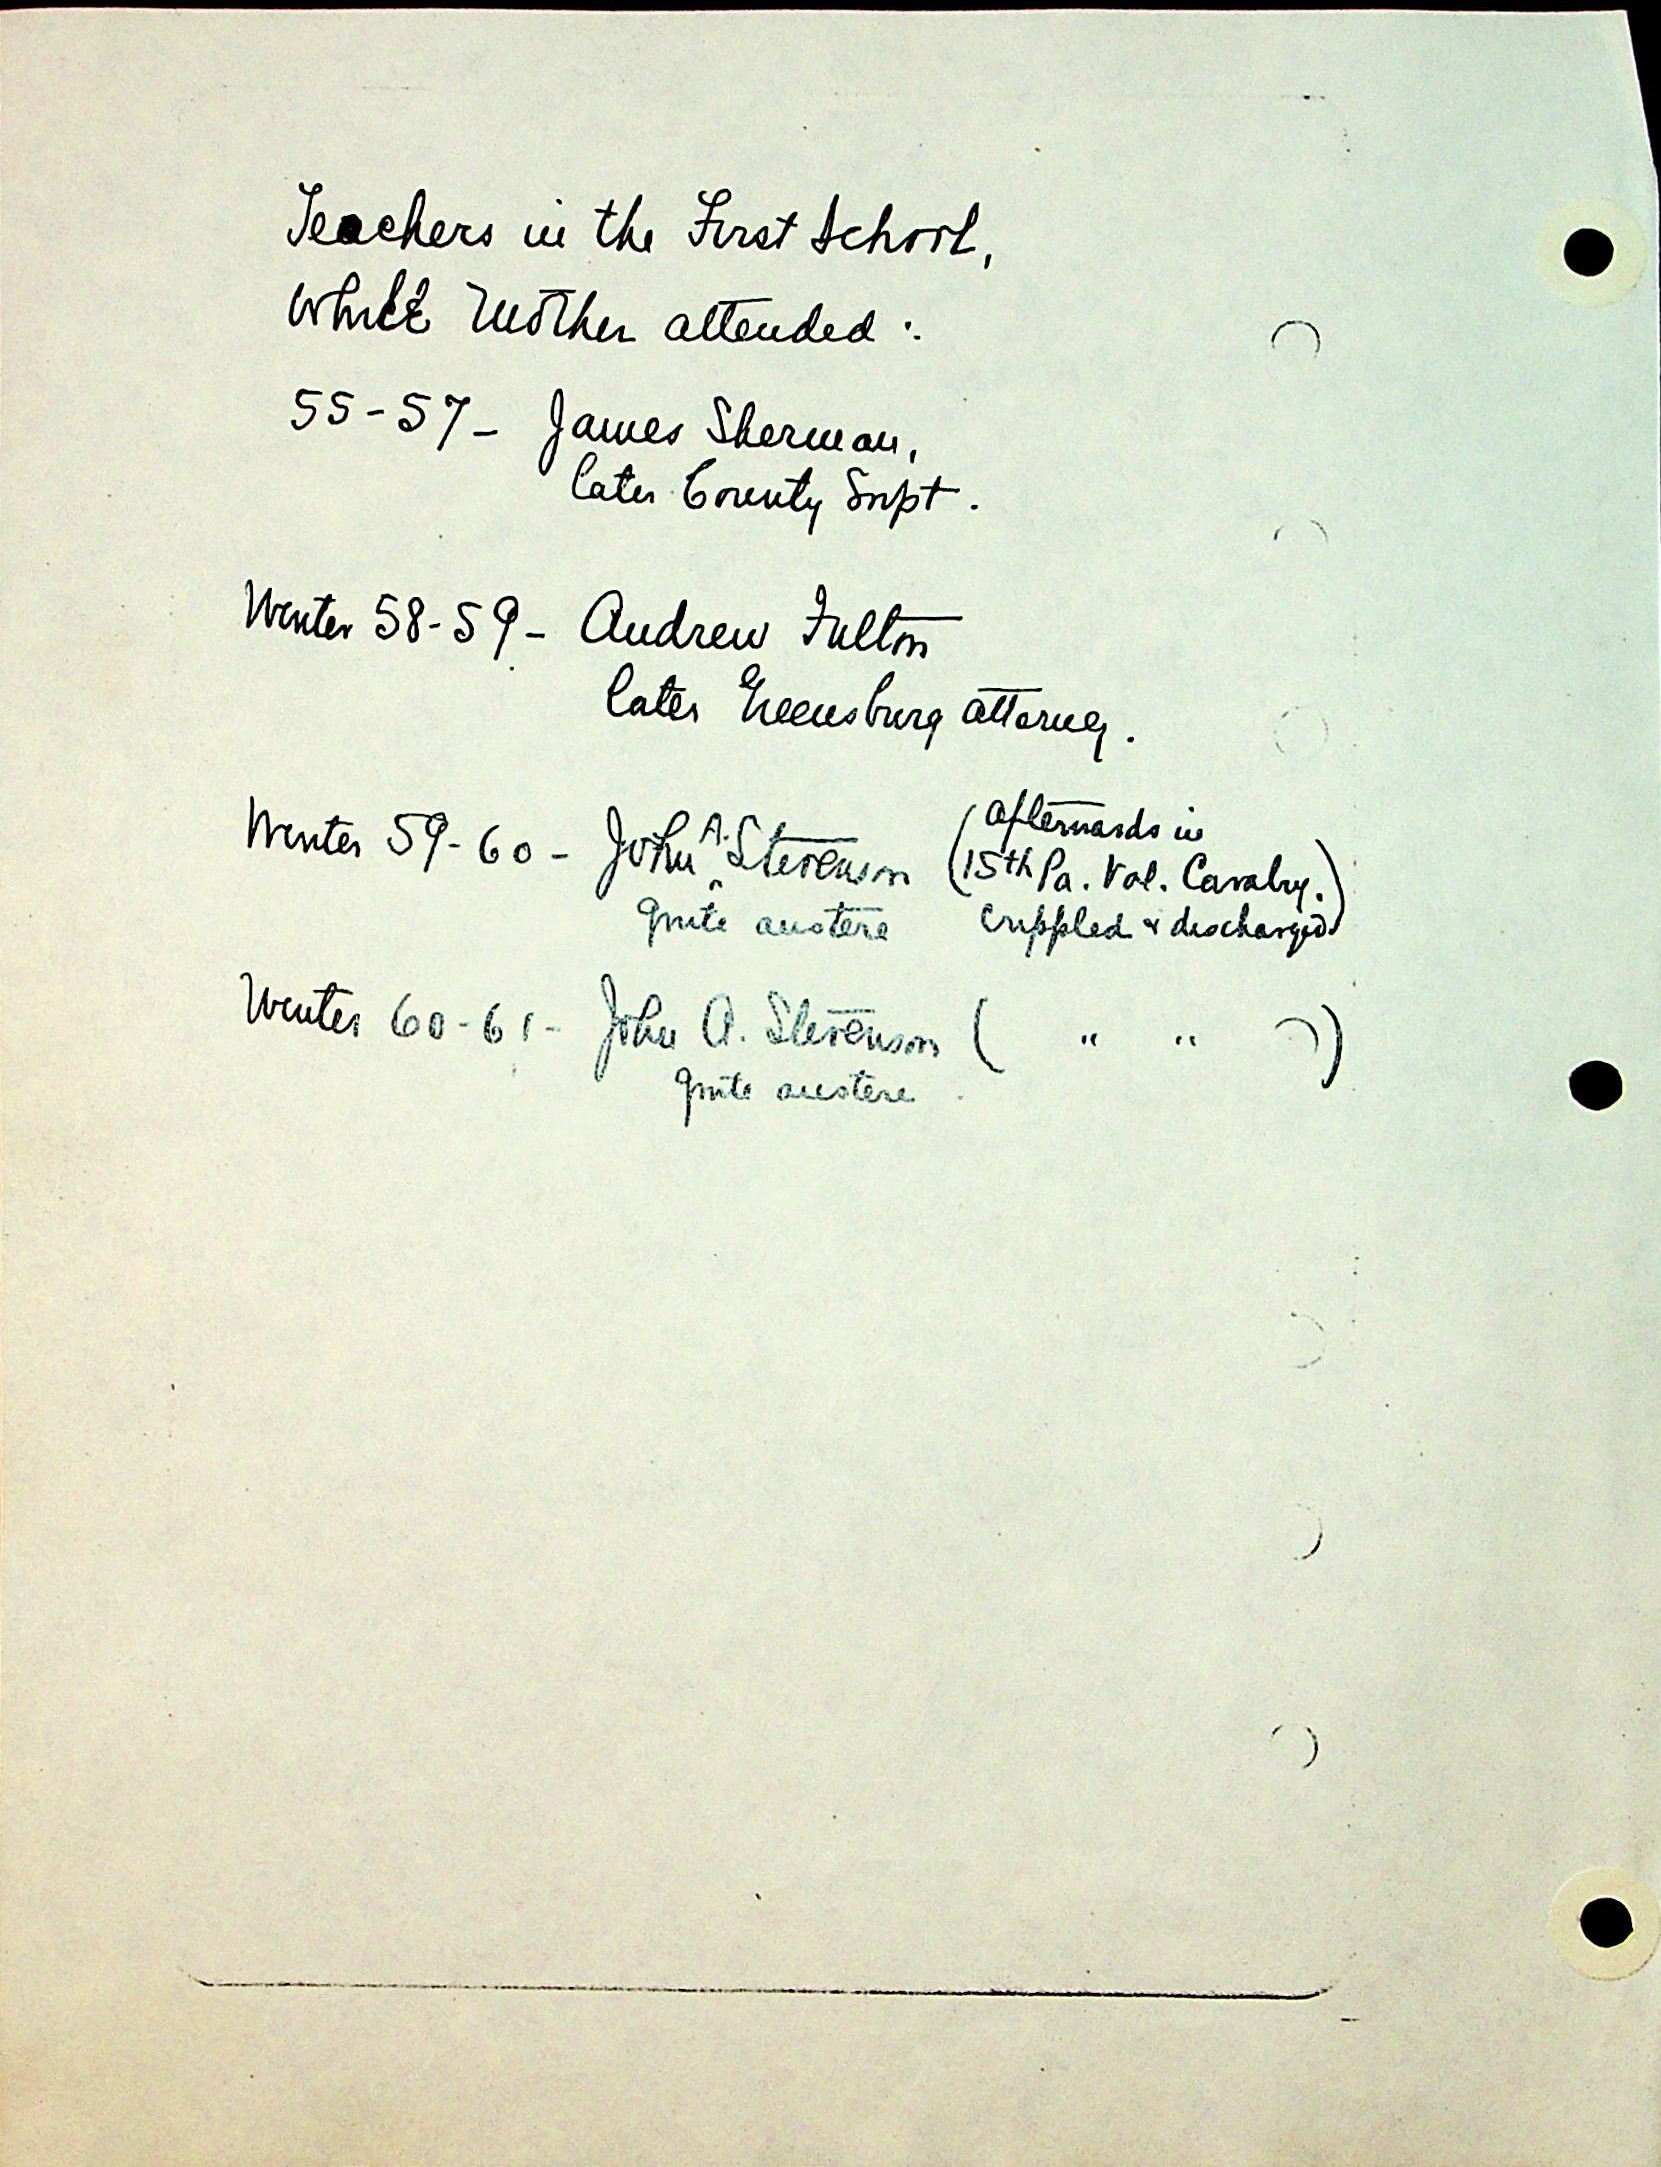 Teachers in the First School,
while Mother attended :
55-57- James Sherman,
later County Supt.
Winter 58-59- Andrew Fulton
later Greensburg attorney.
Winter 59-60- John A. Stevenson (afterwards in
15th Pa. Vol. Cavalry.)
quite austere crippled & discharged
Winter 60-61- John A. Stevenson ( " " )
quite austere